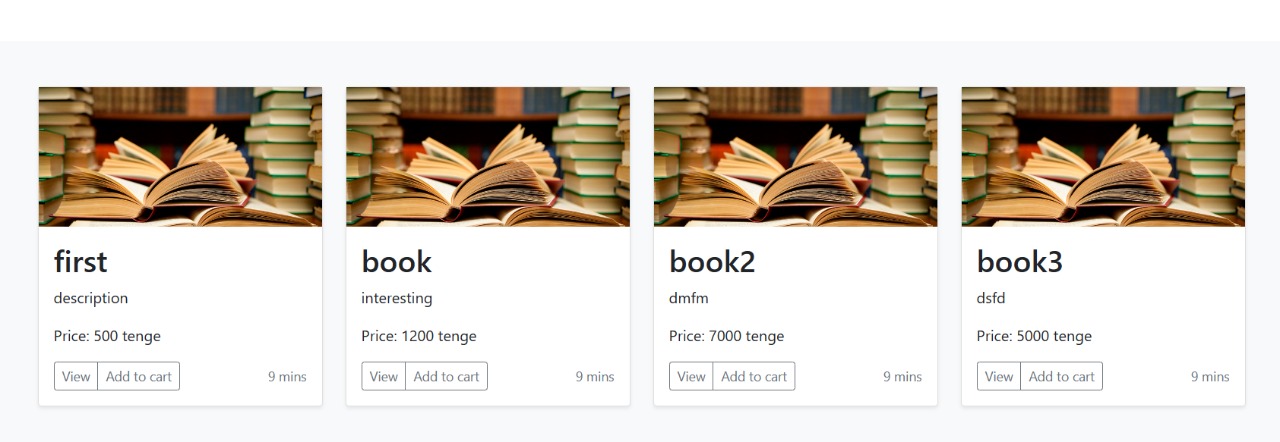 first
description
Price: 500 tenge
View Add to cart 9 mins
book
interesting
Price: 1200 tenge
View Add to cart 9 mins
book2
dmfm
Price: 7000 tenge
View Add to cart 9 mins
book3
dsfd
Price: 5000 tenge
View Add to cart 9 mins